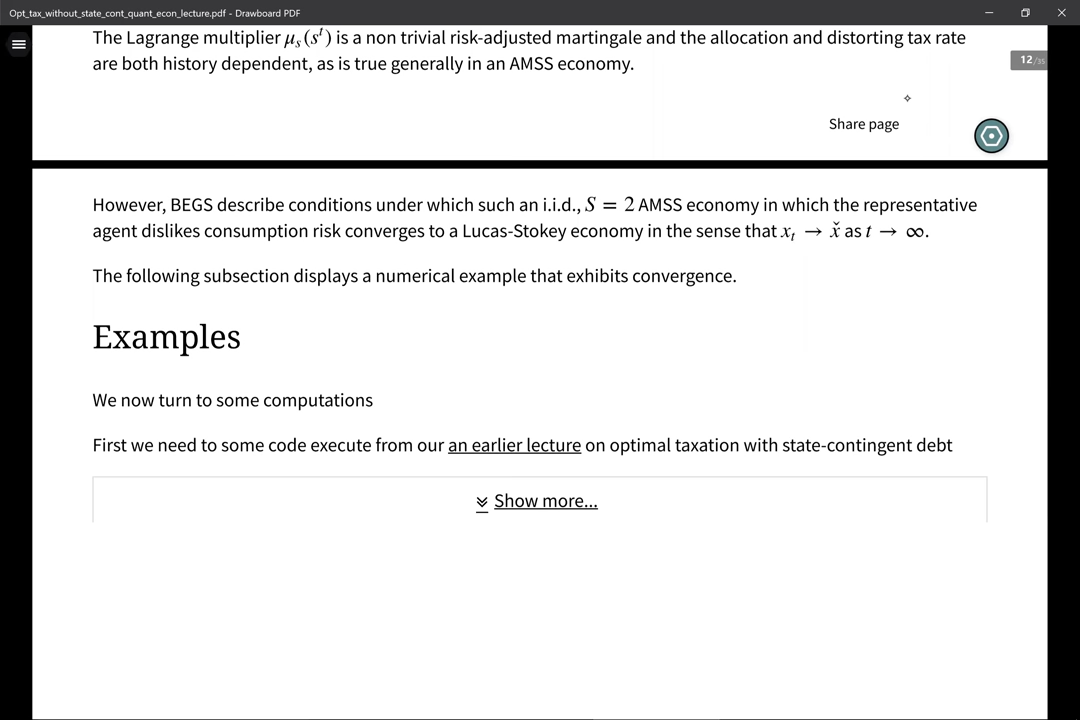 Opt_tax_without_state_cont_quant_econ_lecture.pdf - Drawboard PDF
The Lagrange multiplier μₛ(sᵗ) is a non trivial risk-adjusted martingale and the allocation and distorting tax rate
are both history dependent, as is true generally in an AMSS economy.
12/35
Share page
However, BEGS describe conditions under which such an i.i.d., S = 2 AMSS economy in which the representative
agent dislikes consumption risk converges to a Lucas-Stokey economy in the sense that xₜ → x̌ as t → ∞.
The following subsection displays a numerical example that exhibits convergence.
Examples
We now turn to some computations
First we need to some code execute from our an earlier lecture on optimal taxation with state-contingent debt
Show more...